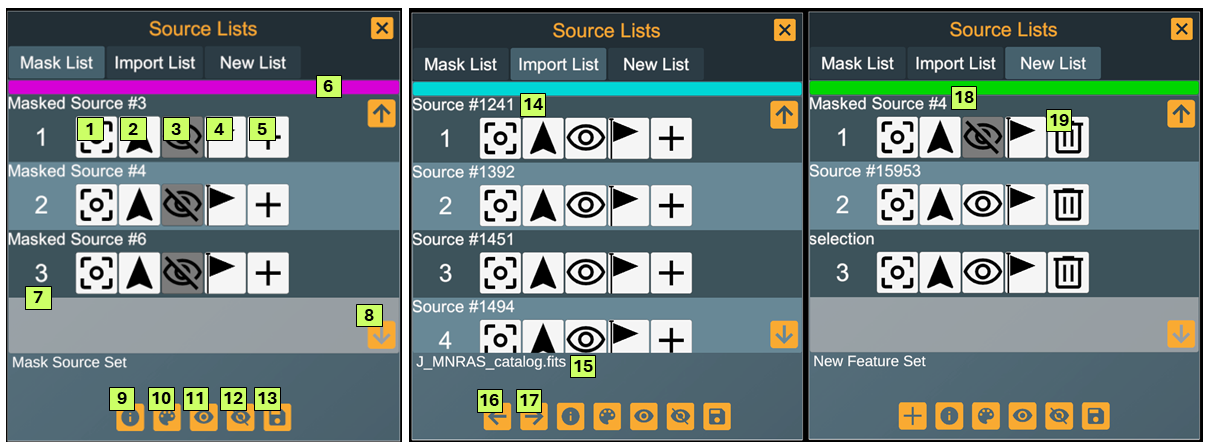 Source Lists
Mask List Import List New List
6
Masked Source #3
1 1 2 3 4 5
Masked Source #4
2
Masked Source #6
3
7
8
Mask Source Set
9 10 11 12 13
Source Lists
Mask List Import List New List
Source #1241 14
1
Source #1392
2
Source #1451
3
Source #1494
4
J_MNRAS_catalog.fits 15
16 17
Source Lists
Mask List Import List New List
Masked Source #4 18
19
1
Source #15953
2
selection
3
New Feature Set